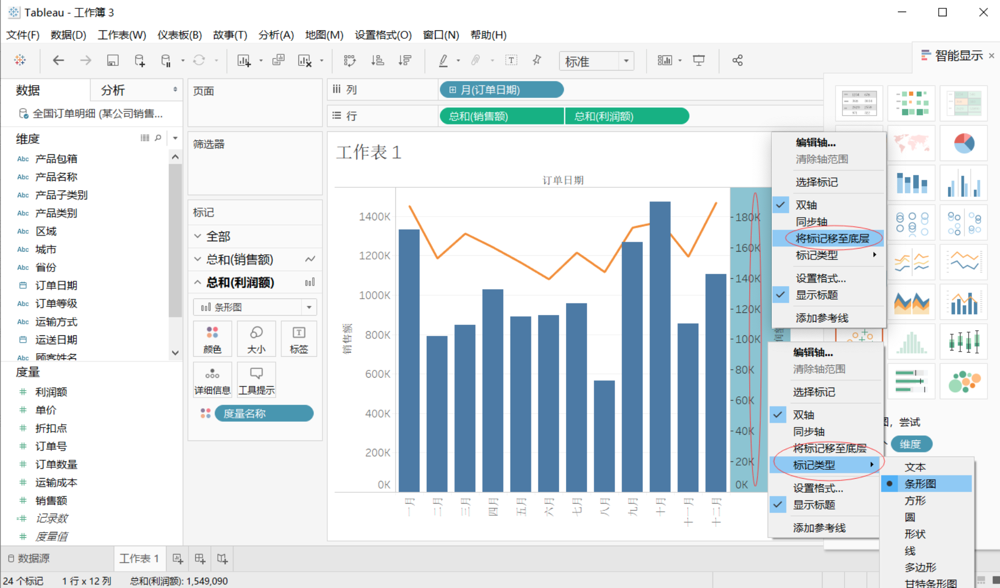 Tableau - 工作簿 3
文件(F) 数据(D) 工作表(W) 仪表板(B) 故事(T) 分析(A) 地图(M) 设置格式(O) 窗口(N) 帮助(H)
标准
智能显示
数据
分析
全国订单明细 (某公司销售...
维度
Abc 产品包箱
Abc 产品名称
Abc 产品子类别
Abc 产品类别
Abc 区域
Abc 城市
Abc 省份
订单日期
Abc 订单等级
Abc 运输方式
运送日期
Abc 顾客姓名
度量
利润额
单价
折扣点
订单号
订单数量
运输成本
销售额
记录数
度量值
页面
筛选器
标记
全部
总和(销售额)
总和(利润额)
条形图
颜色
大小
标签
详细信息
工具提示
度量名称
列
月(订单日期)
行
总和(销售额)
总和(利润额)
工作表 1
订单日期
销售额
1400K
1200K
1000K
800K
600K
400K
200K
0K
180K
160K
140K
120K
100K
80K
60K
40K
20K
0K
一月
二月
三月
四月
五月
六月
七月
八月
九月
十月
十一月
十二月
编辑轴...
清除轴范围
选择标记
双轴
同步轴
将标记移至底层
标记类型
设置格式...
显示标题
添加参考线
编辑轴...
清除轴范围
选择标记
双轴
同步轴
将标记移至底层
标记类型
设置格式...
显示标题
添加参考线
图，尝试
维度
文本
条形图
方形
圆
形状
线
多边形
甘特条形图
数据源
工作表 1
24 个标记 1 行 x 12 列 总和(利润额): 1,549,090